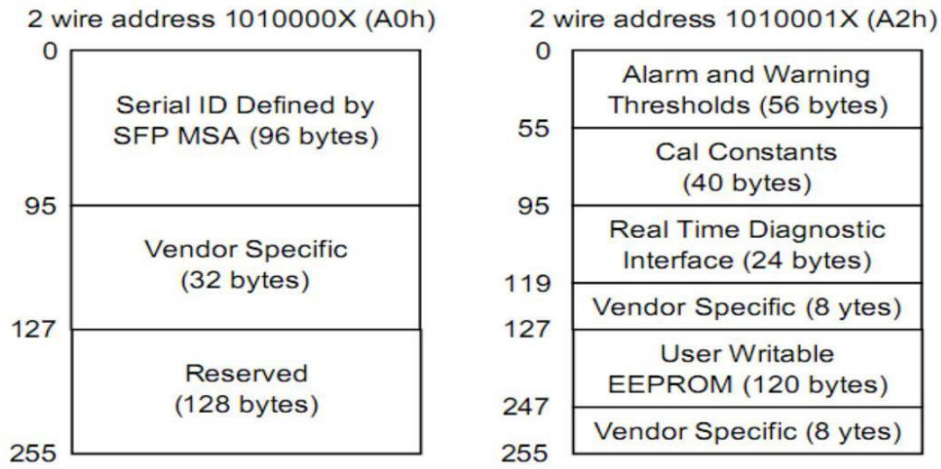 2 wire address 1010000X (A0h)
0
Serial ID Defined by
SFP MSA (96 bytes)
95
Vendor Specific
(32 bytes)
127
Reserved
(128 bytes)
255
2 wire address 1010001X (A2h)
0
Alarm and Warning
Thresholds (56 bytes)
55
Cal Constants
(40 bytes)
95
Real Time Diagnostic
Interface (24 bytes)
119
Vendor Specific (8 ytes)
127
User Writable
EEPROM (120 bytes)
247
Vendor Specific (8 ytes)
255